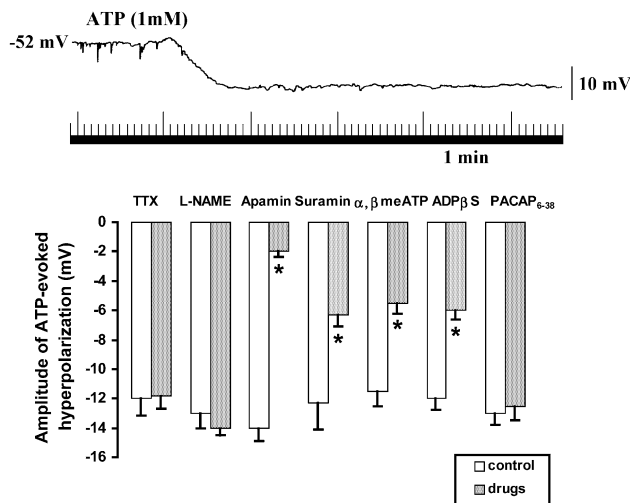 ATP (1mM)
-52 mV
10 mV
1 min
TTX L-NAME Apamin Suramin α, β meATP ADPβ S PACAP6-38
0
-2
-4
-6
-8
-10
-12
-14
-16
Amplitude of ATP-evoked
hyperpolarization (mV)
*
*
*
*
control
drugs